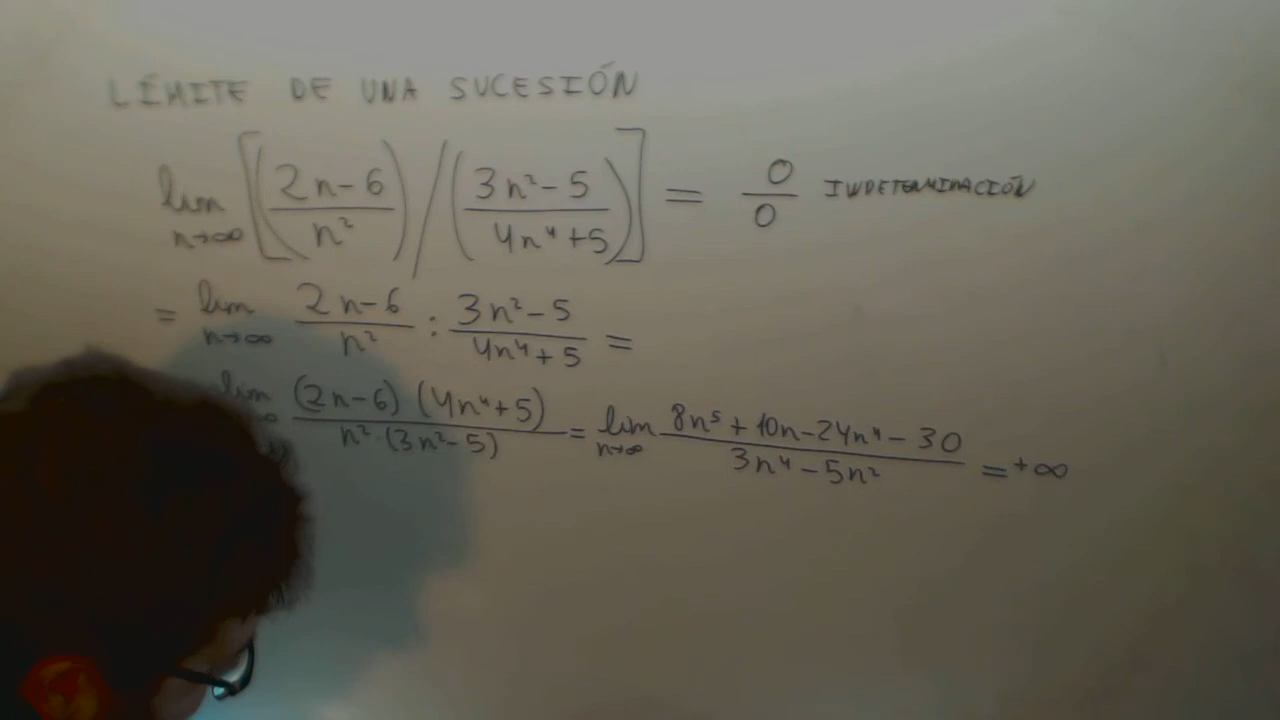 LÍMITE DE UNA SUCESIÓN
lim n→∞ [(2n-6 / n²) / (3n²-5 / 4n⁴+5)] = 0/0 INDETERMINACIÓN
= lim n→∞ 2n-6 / n² : 3n²-5 / 4n⁴+5 =
lim (2n-6) (4n⁴+5) / n²·(3n²-5) = lim n→∞ 8n⁵+10n-24n⁴-30 / 3n⁴-5n² = +∞